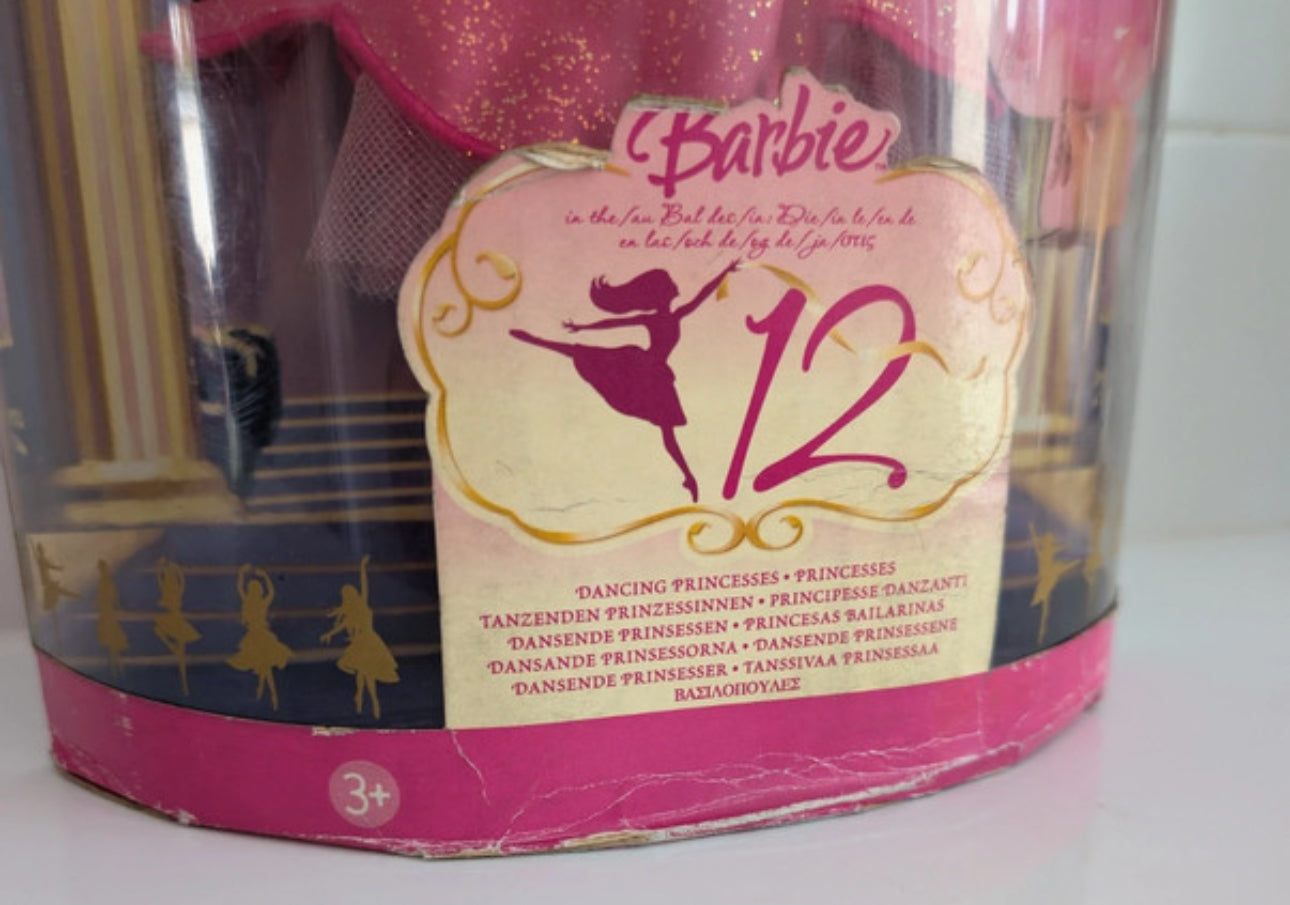 Barbie™
in the/au Bal des/in: Die/in le/en de
en las/och de/og de/ja/στις
12
DANCING PRINCESSES • PRINCESSES
TANZENDEN PRINZESSINNEN • PRINCIPESSE DANZANTI
DANSENDE PRINSESSEN • PRINCESAS BAILARINAS
DANSANDE PRINSESSORNA • DANSENDE PRINSESSENE
DANSENDE PRINSESSER • TANSSIVAA PRINSESSAA
ΒΑΣΙΛΟΠΟΥΛΕΣ
3+